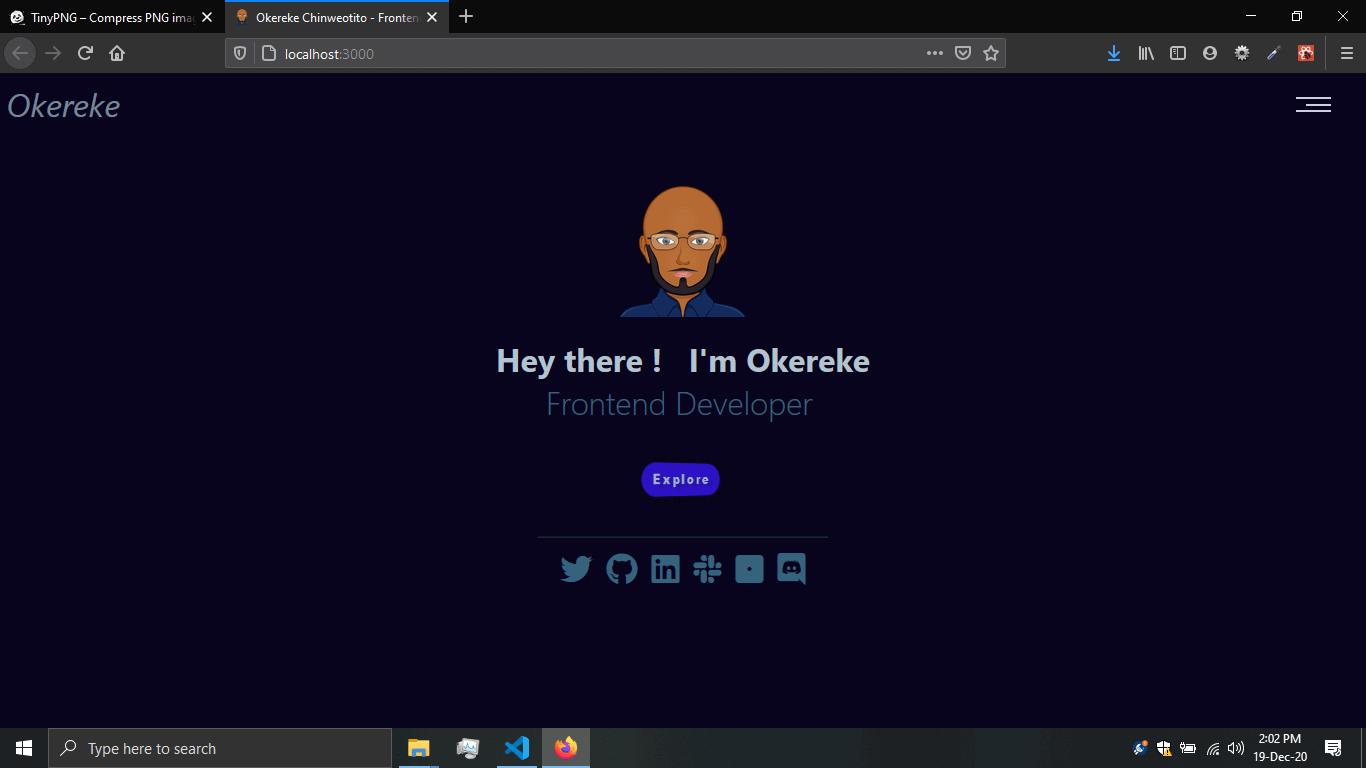 TinyPNG – Compress PNG ima
Okereke Chinweotito - Fronten
localhost:3000
Okereke
Hey there ! I'm Okereke
Frontend Developer
Explore
in
Type here to search
2:02 PM
19-Dec-20